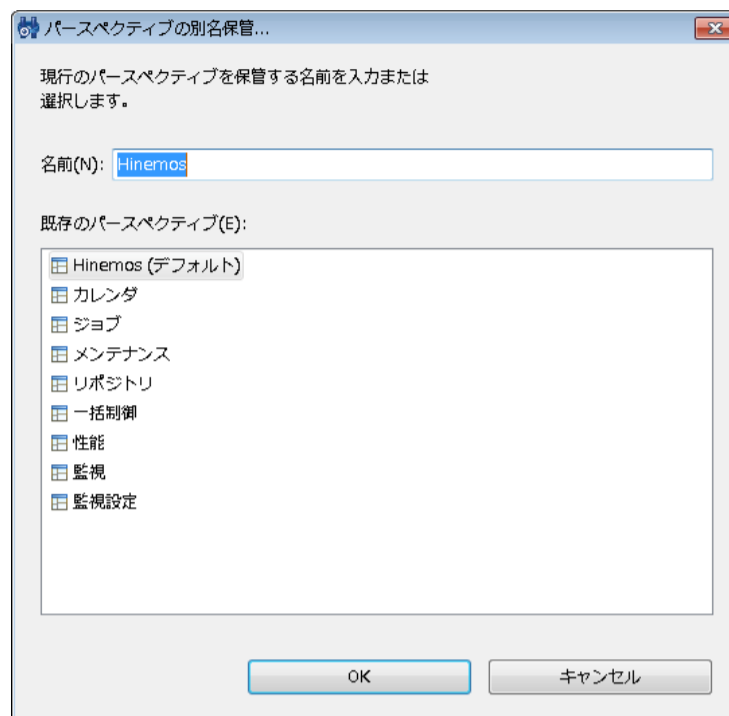 パースペクティブの別名保管...
現行のパースペクティブを保管する名前を入力または
選択します。
名前(N): Hinemos
既存のパースペクティブ(E):
Hinemos (デフォルト)
カレンダ
ジョブ
メンテナンス
リポジトリ
一括制御
性能
監視
監視設定
OK キャンセル